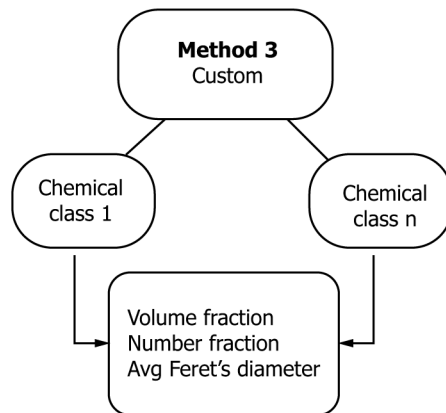 Method 3
Custom
Chemical
class 1
Chemical
class n
Volume fraction
Number fraction
Avg Feret's diameter